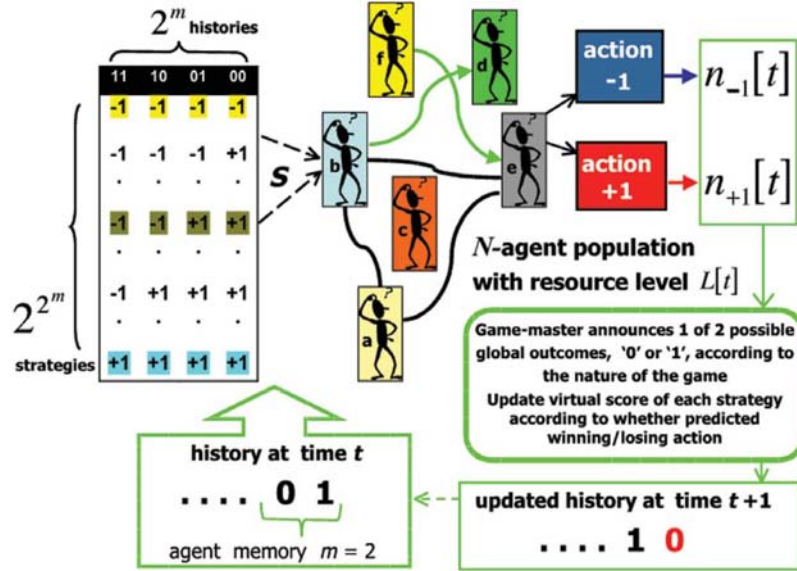 2^m histories
11 10 01 00
-1 -1 -1 -1
-1 -1 -1 +1
. . . .
-1 -1 +1 +1
. . . .
-1 +1 +1 +1
. . . .
+1 +1 +1 +1
2^2^m
strategies
S
?
f
?
d
?
b
?
e
?
c
?
a
action
-1
action
+1
n_-1[t]
n_+1[t]
N-agent population
with resource level L[t]
Game-master announces 1 of 2 possible
global outcomes, ‘0’ or ‘1’, according to
the nature of the game
Update virtual score of each strategy
according to whether predicted
winning/losing action
history at time t
. . . . 0 1
agent memory m = 2
updated history at time t +1
. . . . 1 0